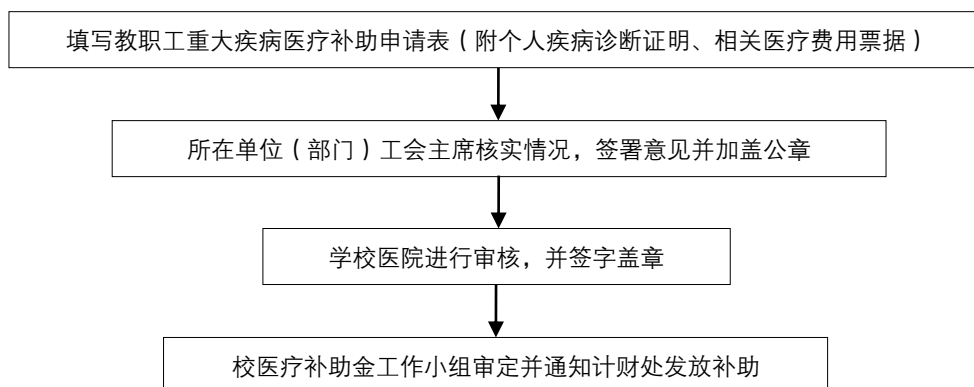 填写教职工重大疾病医疗补助申请表（附个人疾病诊断证明、相关医疗费用票据）
所在单位（部门）工会主席核实情况，签署意见并加盖公章
学校医院进行审核，并签字盖章
校医疗补助金工作小组审定并通知计财处发放补助